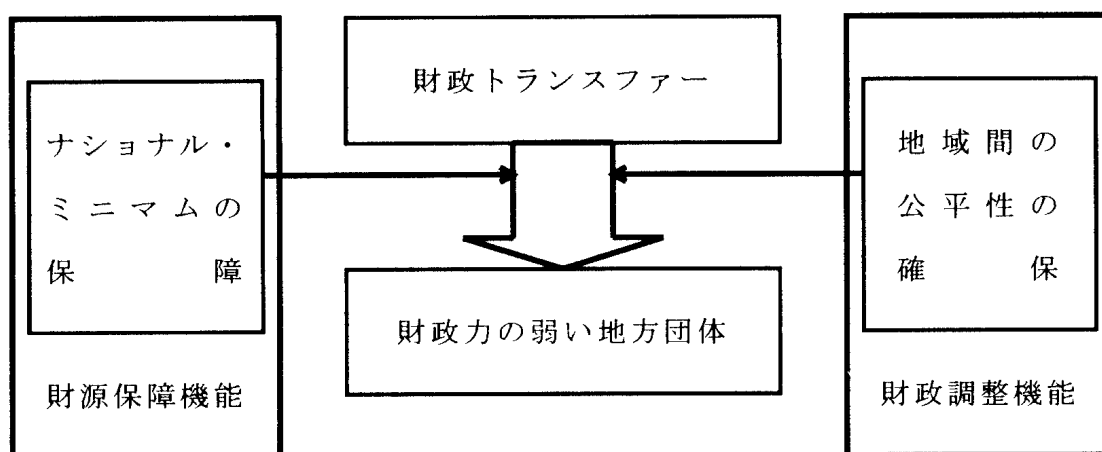 財政トランスファー
ナショナル・
ミニマムの
保障
地域間の
公平性の
確保
財政力の弱い地方団体
財源保障機能
財政調整機能